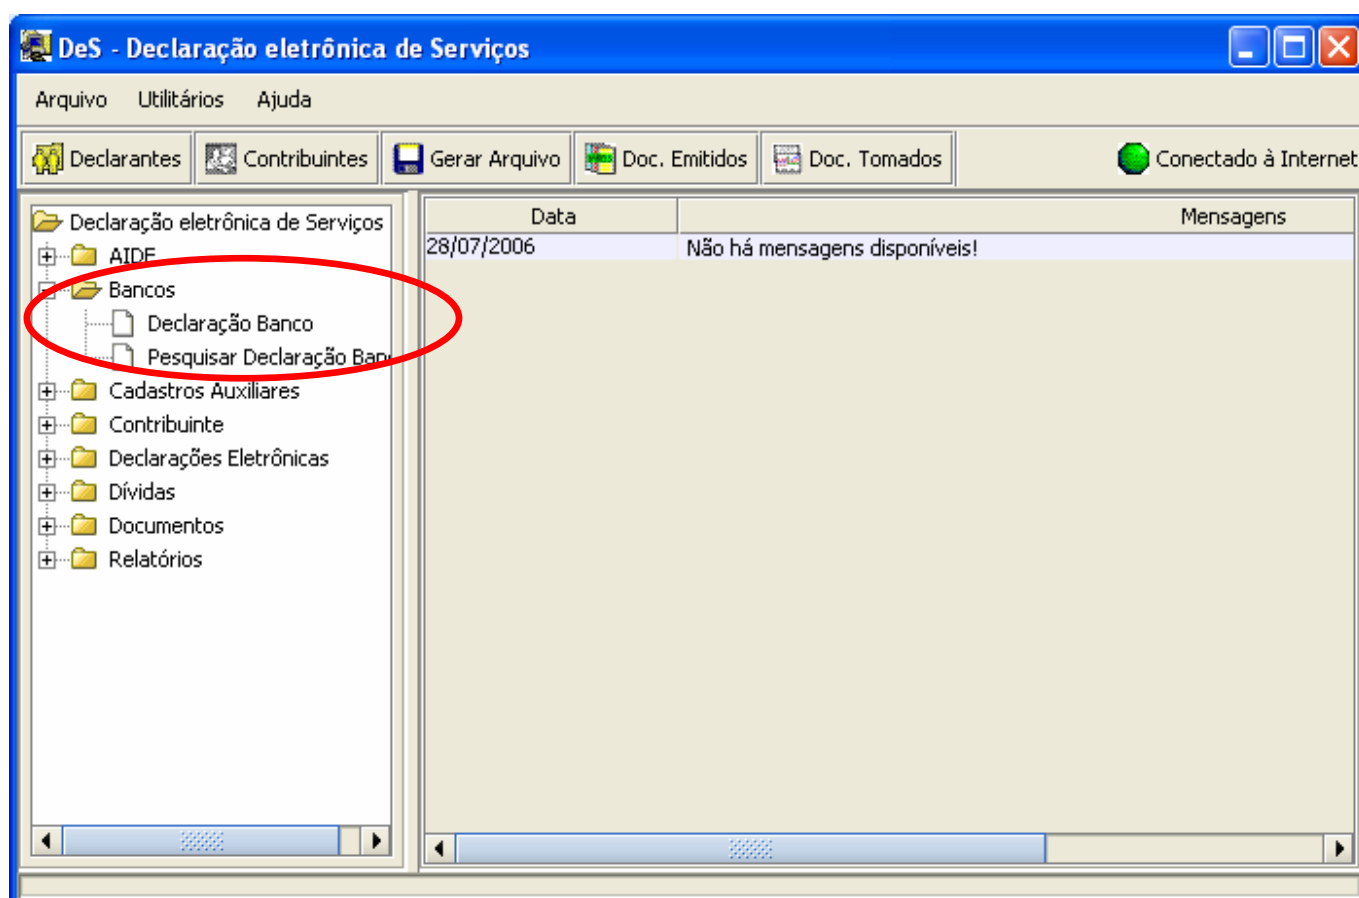 DeS - Declaração eletrônica de Serviços
Arquivo Utilitários Ajuda
Declarantes Contribuintes Gerar Arquivo Doc. Emitidos Doc. Tomados Conectado à Internet
Declaração eletrônica de Serviços
AIDF
Bancos
Declaração Banco
Pesquisar Declaração Ban
Cadastros Auxiliares
Contribuinte
Declarações Eletrônicas
Dívidas
Documentos
Relatórios
Data Mensagens
28/07/2006 Não há mensagens disponíveis!